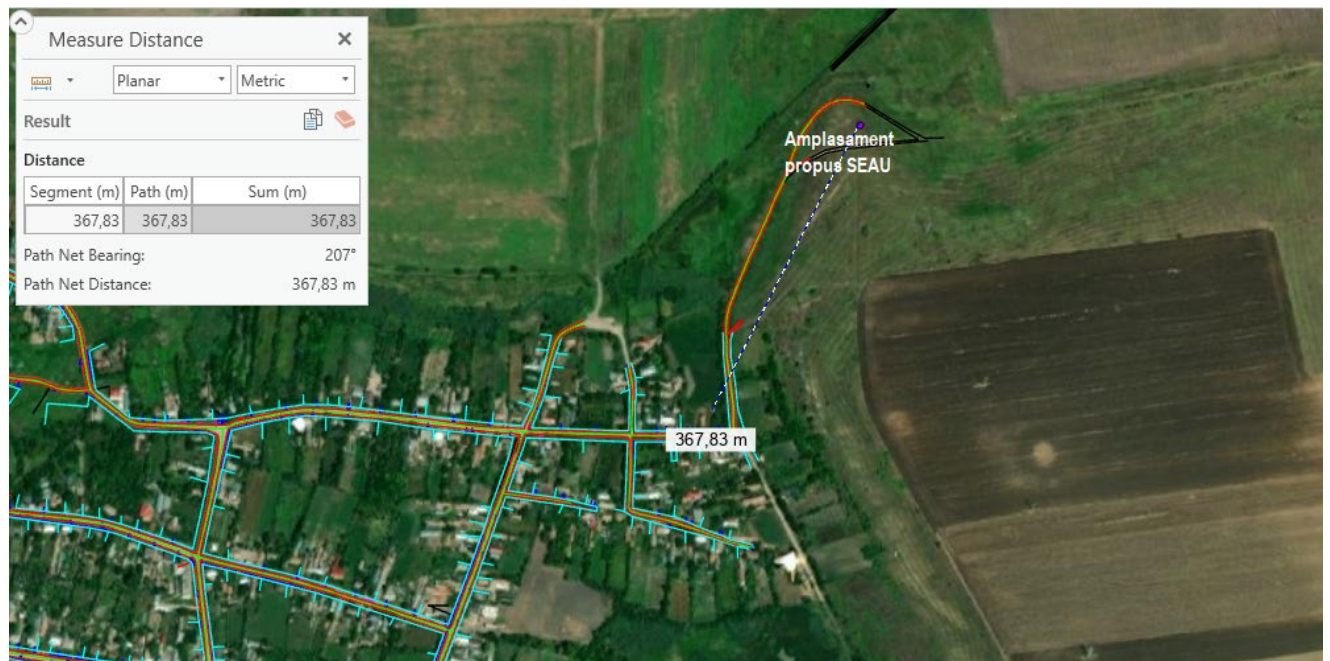 Measure Distance
Planar
Metric
Result
Distance
Segment (m) Path (m) Sum (m)
367,83 367,83 367,83
Path Net Bearing: 207°
Path Net Distance: 367,83 m
Amplasament
propus SEAU
367,83 m